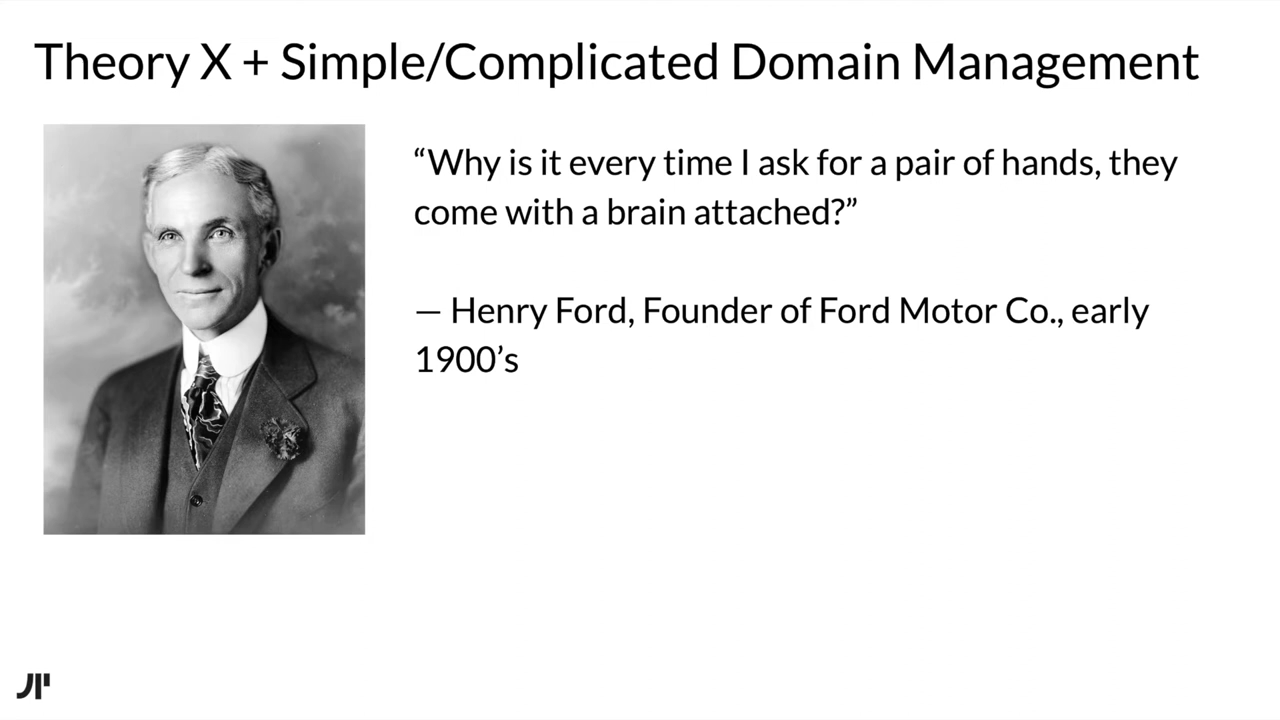 Theory X + Simple/Complicated Domain Management
“Why is it every time I ask for a pair of hands, they
come with a brain attached?”
— Henry Ford, Founder of Ford Motor Co., early
1900’s